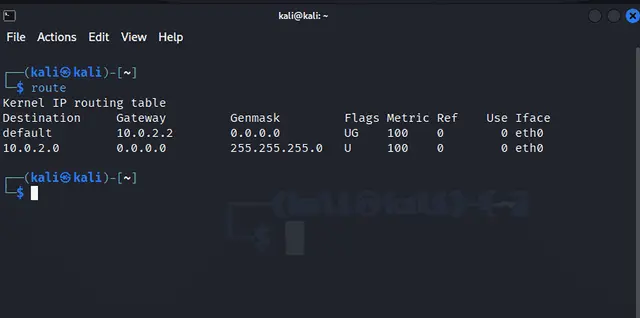 kali@kali: ~
File Actions Edit View Help
┌──(kali㉿kali)-[~]
└─$ route
Kernel IP routing table
Destination Gateway Genmask Flags Metric Ref Use Iface
default 10.0.2.2 0.0.0.0 UG 100 0 0 eth0
10.0.2.0 0.0.0.0 255.255.255.0 U 100 0 0 eth0
┌──(kali㉿kali)-[~]
└─$